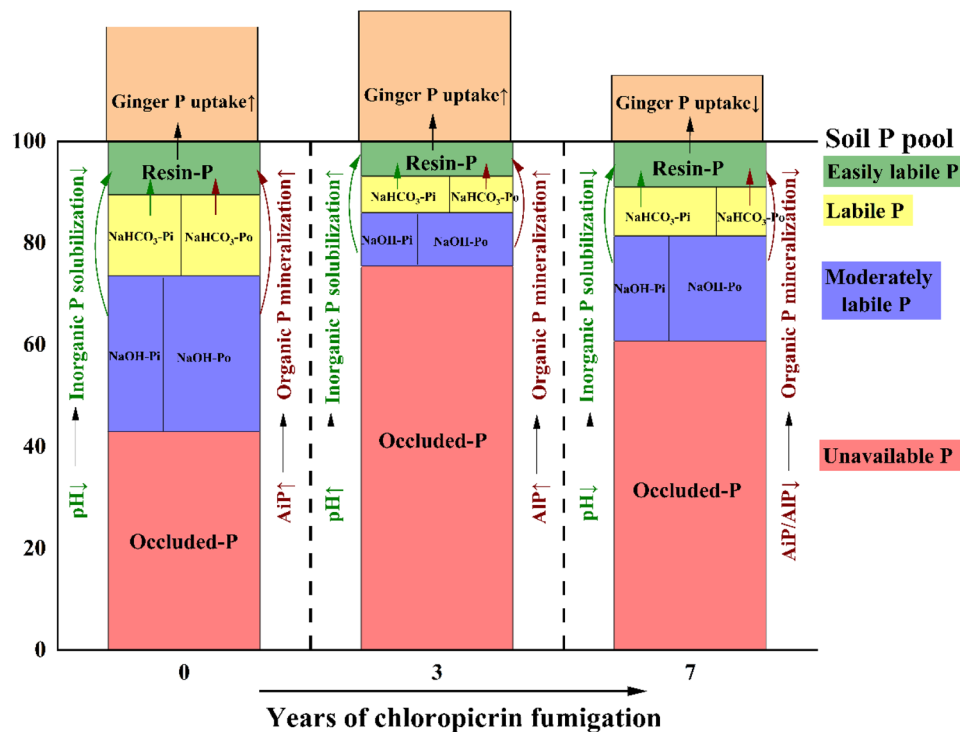 Ginger P uptake↑
Ginger P uptake↑
Ginger P uptake↓
100
80
60
40
20
0
pH↓
Inorganic P solubilization↓
Resin-P
NaHCO₃-Pi
NaHCO₃-Po
NaOH-Pi
NaOH-Po
Occluded-P
AiP↑
Organic P mineralization↑
pH↑
Inorganic P solubilization↑
Resin-P
NaHCO₃-Pi
NaHCO₃-Po
NaOH-Pi
NaOH-Po
Occluded-P
AlP↑
Organic P mineralization↑
pH↓
Inorganic P solubilization↓
Resin-P
NaHCO₃-Pi
NaHCO₃-Po
NaOH-Pi
NaOH-Po
Occluded-P
AiP/AlP↓
Organic P mineralization↓
Soil P pool
Easily labile P
Labile P
Moderately
labile P
Unavailable P
0
3
7
Years of chloropicrin fumigation